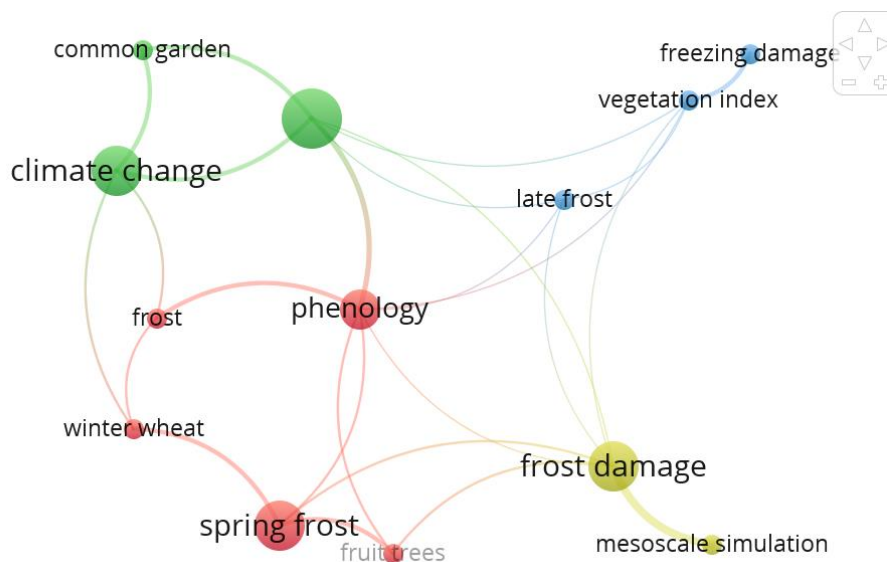 common garden
freezing damage
vegetation index
climate change
late frost
phenology
frost
winter wheat
frost damage
spring frost
fruit trees
mesoscale simulation